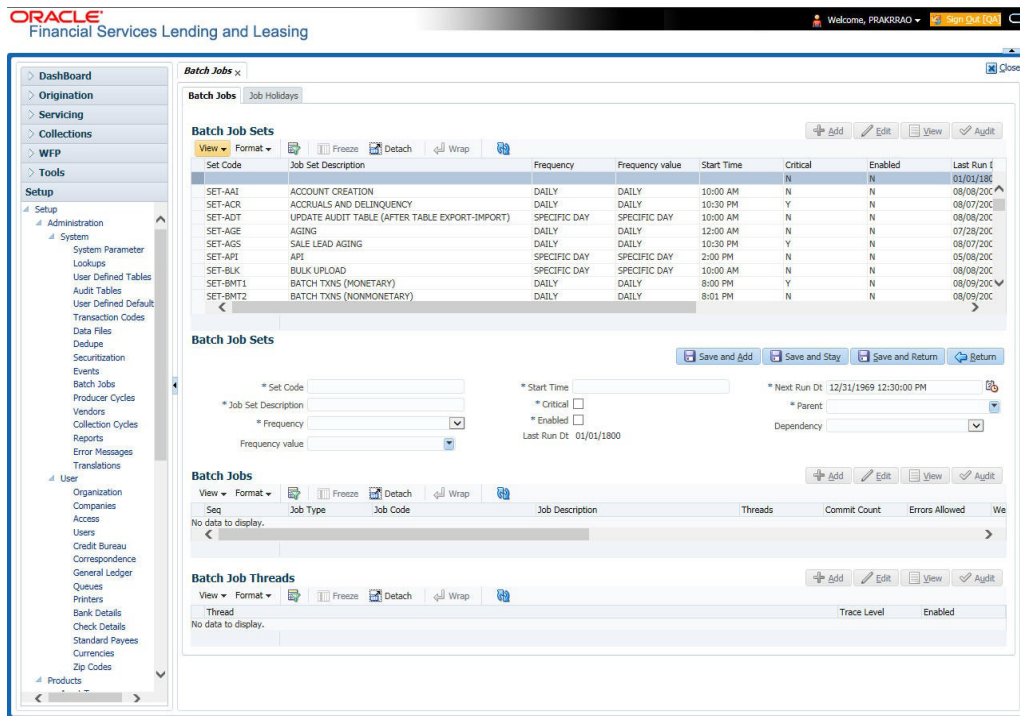 ORACLE'
Financial Services Lending and Leasing
Welcome, PRAKRRAO
Sign Out [QA]
Close
DashBoard
Origination
Servicing
Collections
WFP
Tools
Setup
Setup
Administration
System
System Parameter
Lookups
User Defined Tables
Audit Tables
User Defined Default
Transaction Codes
Data Files
Dedupe
Securitization
Events
Batch Jobs
Producer Cycles
Vendors
Collection Cycles
Reports
Error Messages
Translations
User
Organization
Companies
Access
Users
Credit Bureau
Correspondence
General Ledger
Queues
Printers
Bank Details
Check Details
Standard Payees
Currencies
Zip Codes
Products
Batch Jobs
Batch Jobs Job Holidays
Batch Job Sets
Add Edit View Audit
View Format Freeze Detach Wrap
Set Code Job Set Description Frequency Frequency value Start Time Critical Enabled Last Run
N N 01/01/180
SET-AAI ACCOUNT CREATION DAILY DAILY 10:00 AM N N 08/08/200
SET-ACR ACCRUALS AND DELINQUENCY DAILY DAILY 10:30 PM Y N 08/07/200
SET-ADT UPDATE AUDIT TABLE (AFTER TABLE EXPORT-IMPORT) SPECIFIC DAY SPECIFIC DAY 10:00 AM N N 08/08/200
SET-AGE AGING DAILY DAILY 12:00 AM N N 07/28/200
SET-AGS SALE LEAD AGING DAILY DAILY 10:30 PM Y N 08/07/200
SET-API API SPECIFIC DAY SPECIFIC DAY 2:00 PM N N 05/08/200
SET-BLK BULK UPLOAD SPECIFIC DAY SPECIFIC DAY 10:00 AM N N 08/08/200
SET-BMT1 BATCH TXNS (MONETARY) DAILY DAILY 8:00 PM Y N 08/09/200
SET-BMT2 BATCH TXNS (NONMONETARY) DAILY DAILY 8:01 PM N N 08/09/200
Batch Job Sets
Save and Add Save and Stay Save and Return Return
* Set Code
* Job Set Description
* Frequency
Frequency value
* Start Time
* Critical
* Enabled
Last Run Dt 01/01/1800
* Next Run Dt 12/31/1969 12:30:00 PM
* Parent
Dependency
Batch Jobs
Add Edit View Audit
View Format Freeze Detach Wrap
Seq Job Type Job Code Job Description Threads Commit Count Errors Allowed We
No data to display.
Batch Job Threads
Add Edit View Audit
View Format Freeze Detach Wrap
Thread Trace Level Enabled
No data to display.